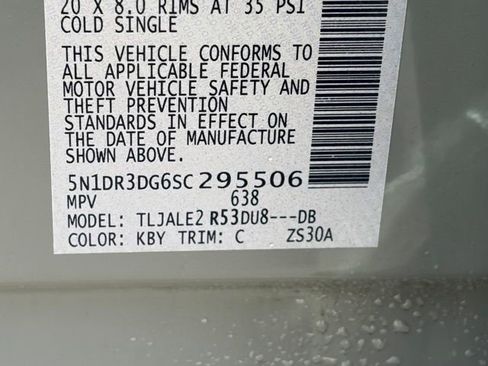 20 X 8.0 RIMS AT 35 PSI
COLD SINGLE
THIS VEHICLE CONFORMS TO
ALL APPLICABLE FEDERAL
MOTOR VEHICLE SAFETY AND
THEFT PREVENTION
STANDARDS IN EFFECT ON
THE DATE OF MANUFACTURE
SHOWN ABOVE.
5N1DR3DG6SC295506
MPV 638
MODEL: TLJALE2 R53DU8---DB
COLOR: KBY TRIM: C ZS30A